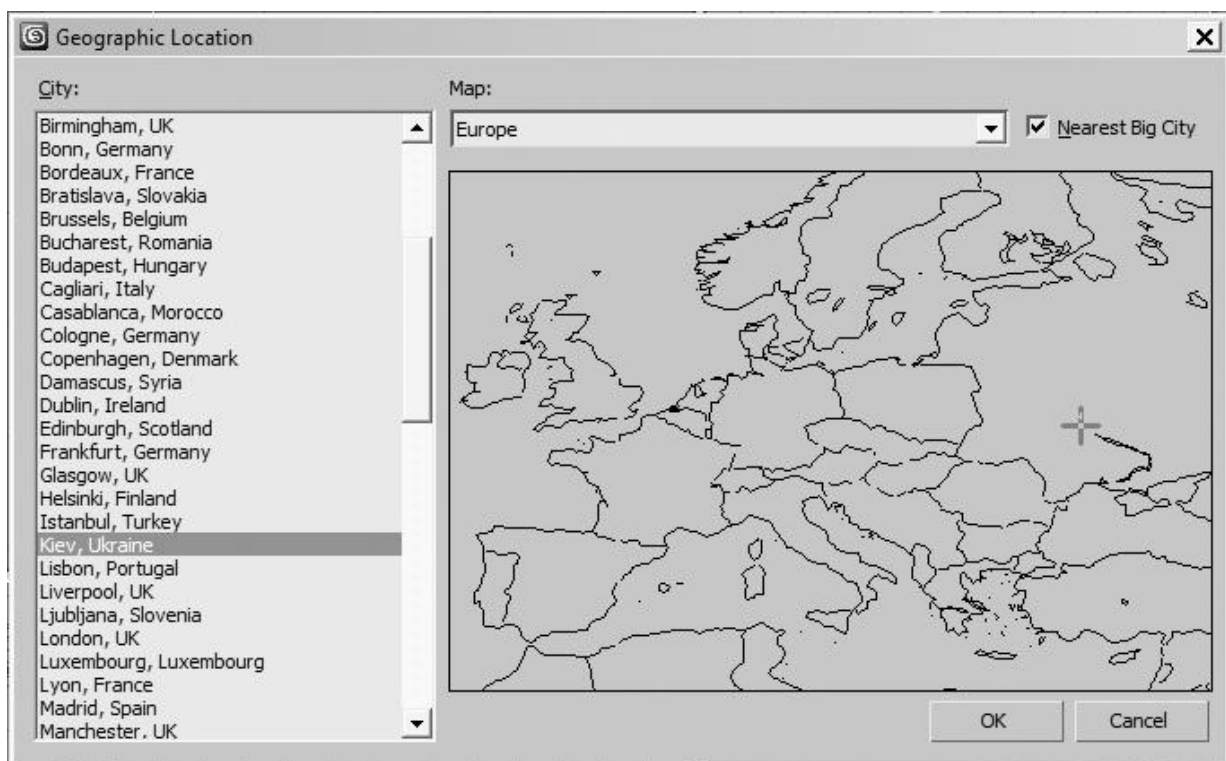 Geographic Location
City:
Map:
Birmingham, UK
Bonn, Germany
Bordeaux, France
Bratislava, Slovakia
Brussels, Belgium
Bucharest, Romania
Budapest, Hungary
Cagliari, Italy
Casablanca, Morocco
Cologne, Germany
Copenhagen, Denmark
Damascus, Syria
Dublin, Ireland
Edinburgh, Scotland
Frankfurt, Germany
Glasgow, UK
Helsinki, Finland
Istanbul, Turkey
Kiev, Ukraine
Lisbon, Portugal
Liverpool, UK
Ljubljana, Slovenia
London, UK
Luxembourg, Luxembourg
Lyon, France
Madrid, Spain
Manchester, UK
Europe
Nearest Big City
OK
Cancel